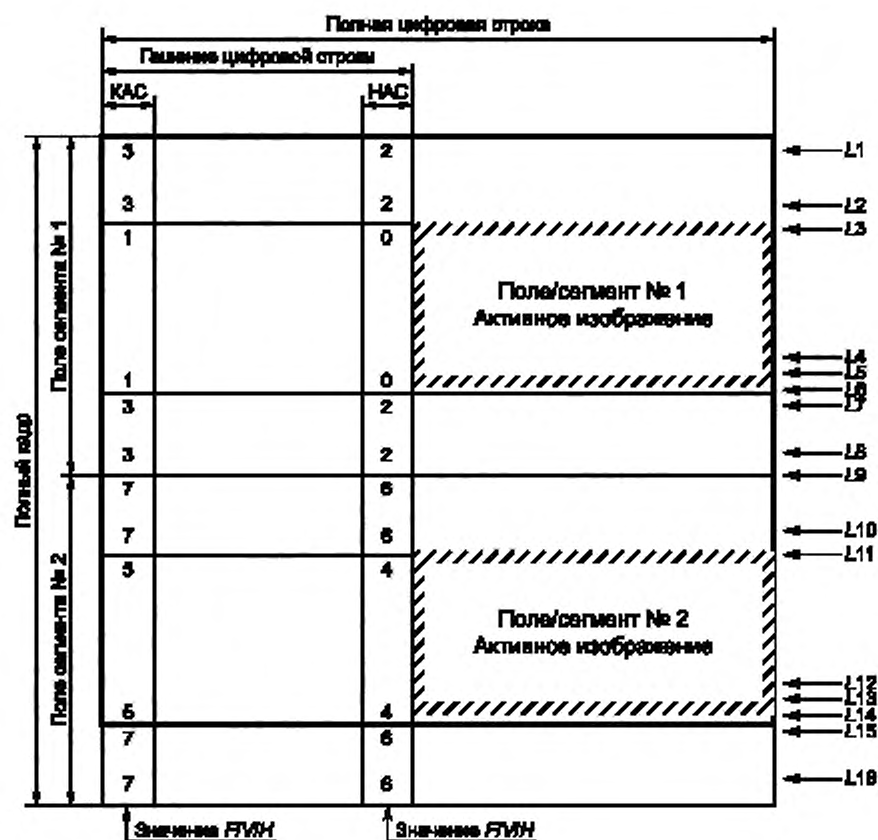 Полная цифровая строка
Гашение цифровой строки
КАС НАС
3 2 L1
3 2 L2
L3
1 0
Поле/сегмент № 1
Активное изображение
L4
L5
1 0
L6
3 2 L7
3 2 L8
L9
7 6
7 6 L10
L11
5 4
Поле/сегмент № 2
Активное изображение
L12
L13
5 4 L14
7 6 L15
7 6 L16
Полный кадр
Поле сегмента № 1
Поле сегмента № 2
Значение F/V/H Значение F/V/H